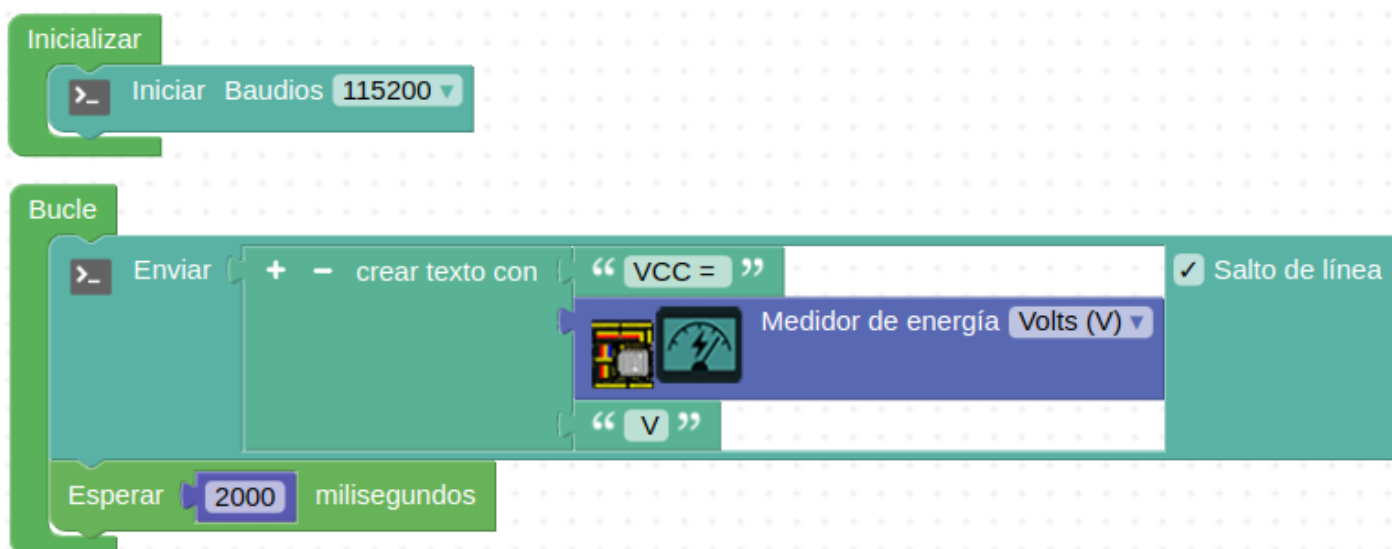 Inicializar
>_ Iniciar Baudios 115200 ▾
Bucle
>_ Enviar + − crear texto con “ VCC = ” ✓ Salto de línea
Medidor de energía Volts (V) ▾
“ V ”
Esperar 2000 milisegundos